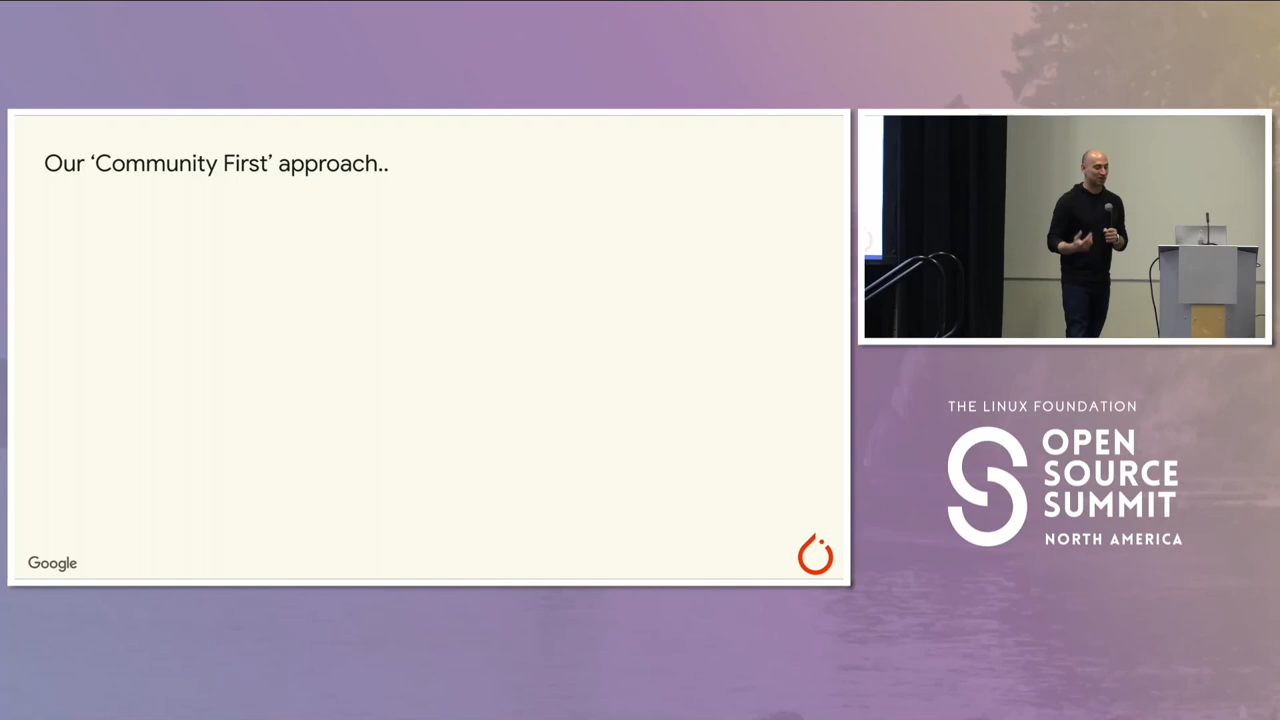 Our ‘Community First’ approach..
Google
THE LINUX FOUNDATION
OPEN
SOURCE
SUMMIT
NORTH AMERICA